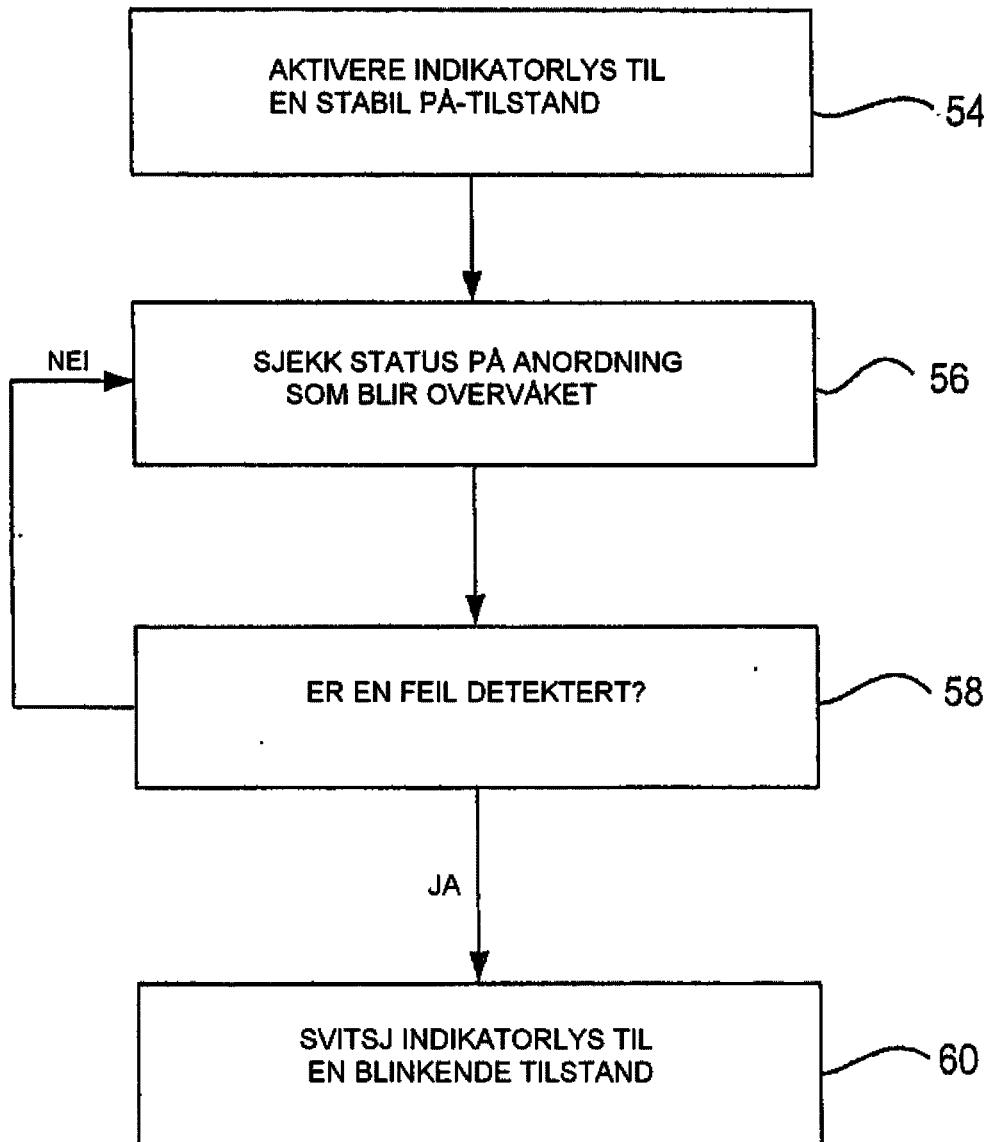 AKTIVERE INDIKATORLYS TIL
EN STABIL PÅ-TILSTAND
54
NEI
SJEKK STATUS PÅ ANORDNING
SOM BLIR OVERVÅKET
56
ER EN FEIL DETEKTERT?
58
JA
SVITSJ INDIKATORLYS TIL
EN BLINKENDE TILSTAND
60